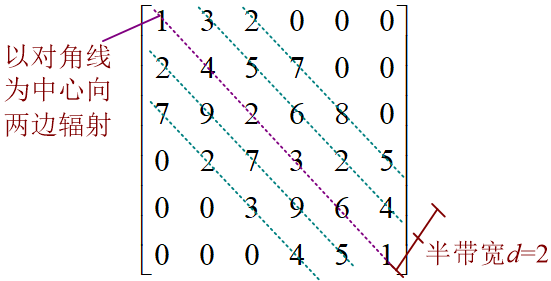 1 3 2 0 0 0
以对角线
2 4 5 7 0 0
为中心向
7 9 2 6 8 0
两边辐射
0 2 7 3 2 5
0 0 3 9 6 4
半带宽d=2
0 0 0 4 5 1